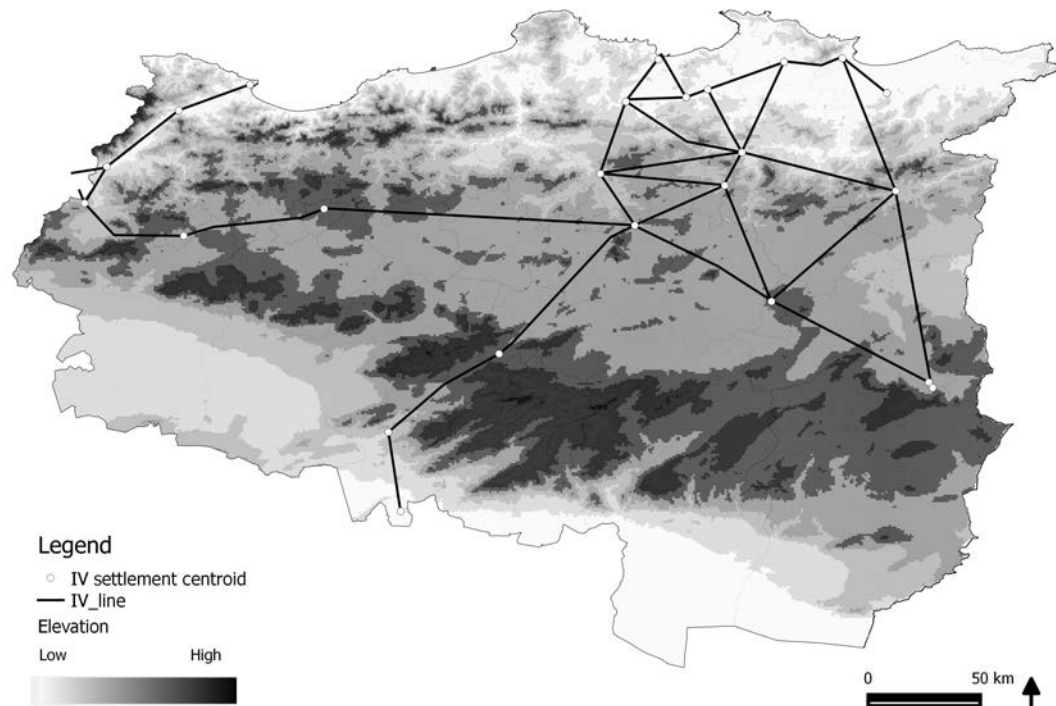 Legend
IV settlement centroid
IV_line
Elevation
Low High
0 50 km